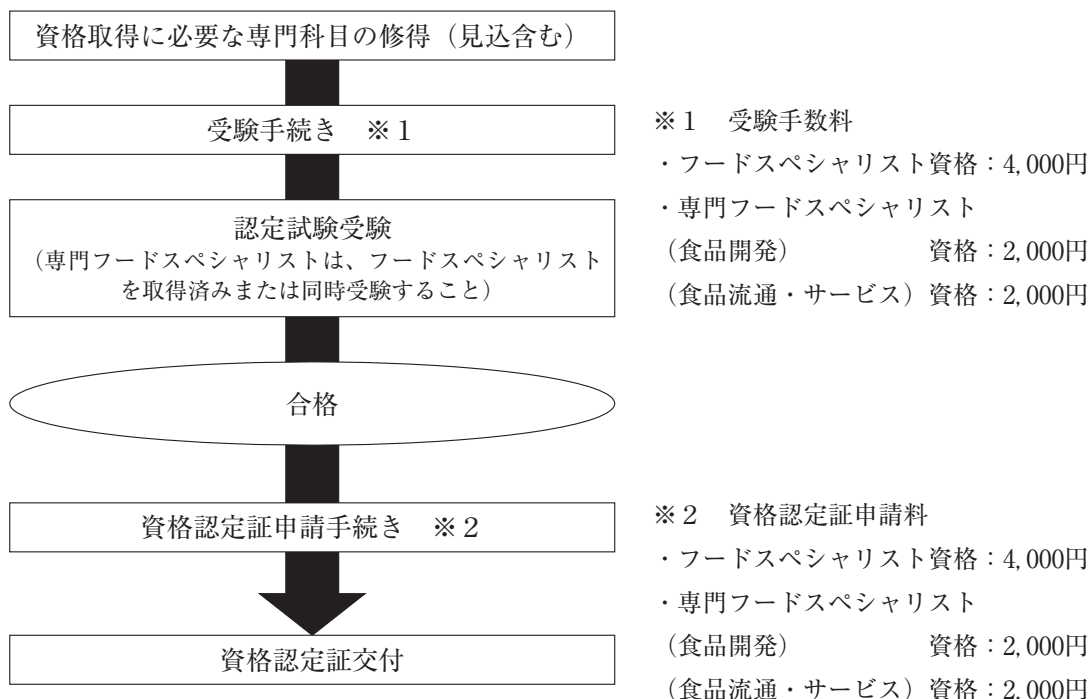 資格取得に必要な専門科目の修得（見込含む）
受験手続き　※１
※１　受験手数料
・フードスペシャリスト資格：4,000円
・専門フードスペシャリスト
（食品開発）　　　　　資格：2,000円
（食品流通・サービス）資格：2,000円
認定試験受験
（専門フードスペシャリストは、フードスペシャリスト
を取得済みまたは同時受験すること）
合格
資格認定証申請手続き　※２
※２　資格認定証申請料
・フードスペシャリスト資格：4,000円
・専門フードスペシャリスト
（食品開発）　　　　　資格：2,000円
（食品流通・サービス）資格：2,000円
資格認定証交付